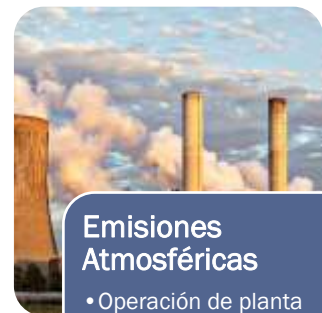 Emisiones
Atmosféricas
•Operación de planta